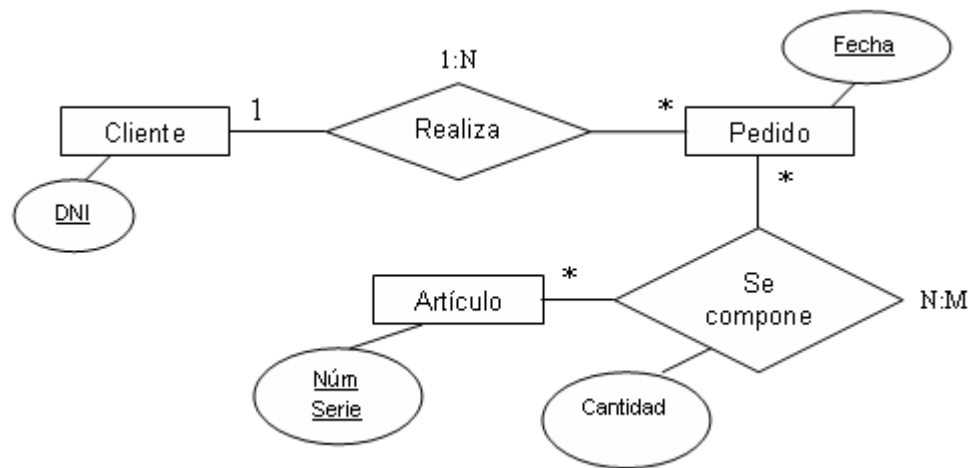 Fecha
1:N
Cliente
1
Realiza
*
Pedido
*
DNI
Artículo
*
Se
compone
N:M
Núm
Serie
Cantidad